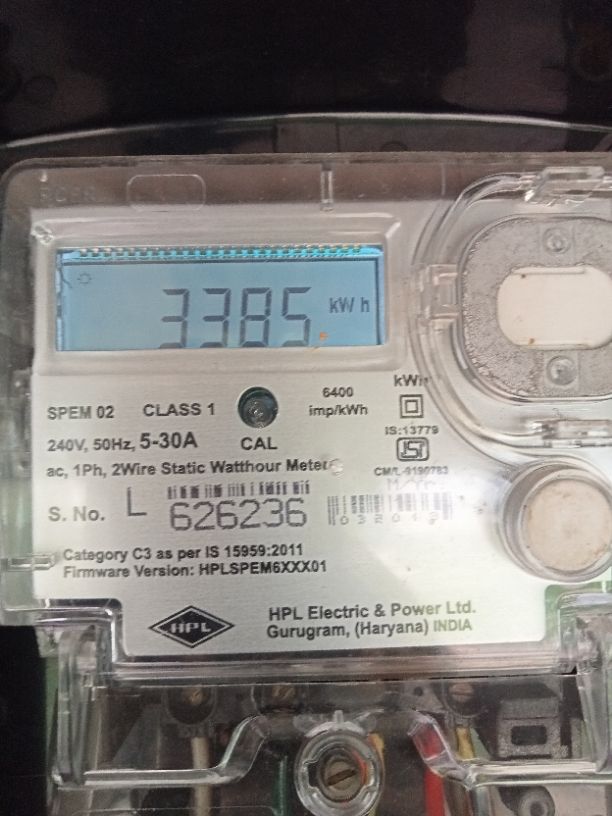 3385 kWh
SPEM 02 CLASS 1 6400 imp/kWh kWh
240V, 50Hz, 5-30A CAL IS:13779
ac, 1Ph, 2Wire Static Watthour Meter CM/L-9190783
S. No. L 626236
Category C3 as per IS 15959:2011
Firmware Version: HPLSPEM6XXX01
HPL
HPL Electric & Power Ltd.
Gurugram, (Haryana) INDIA